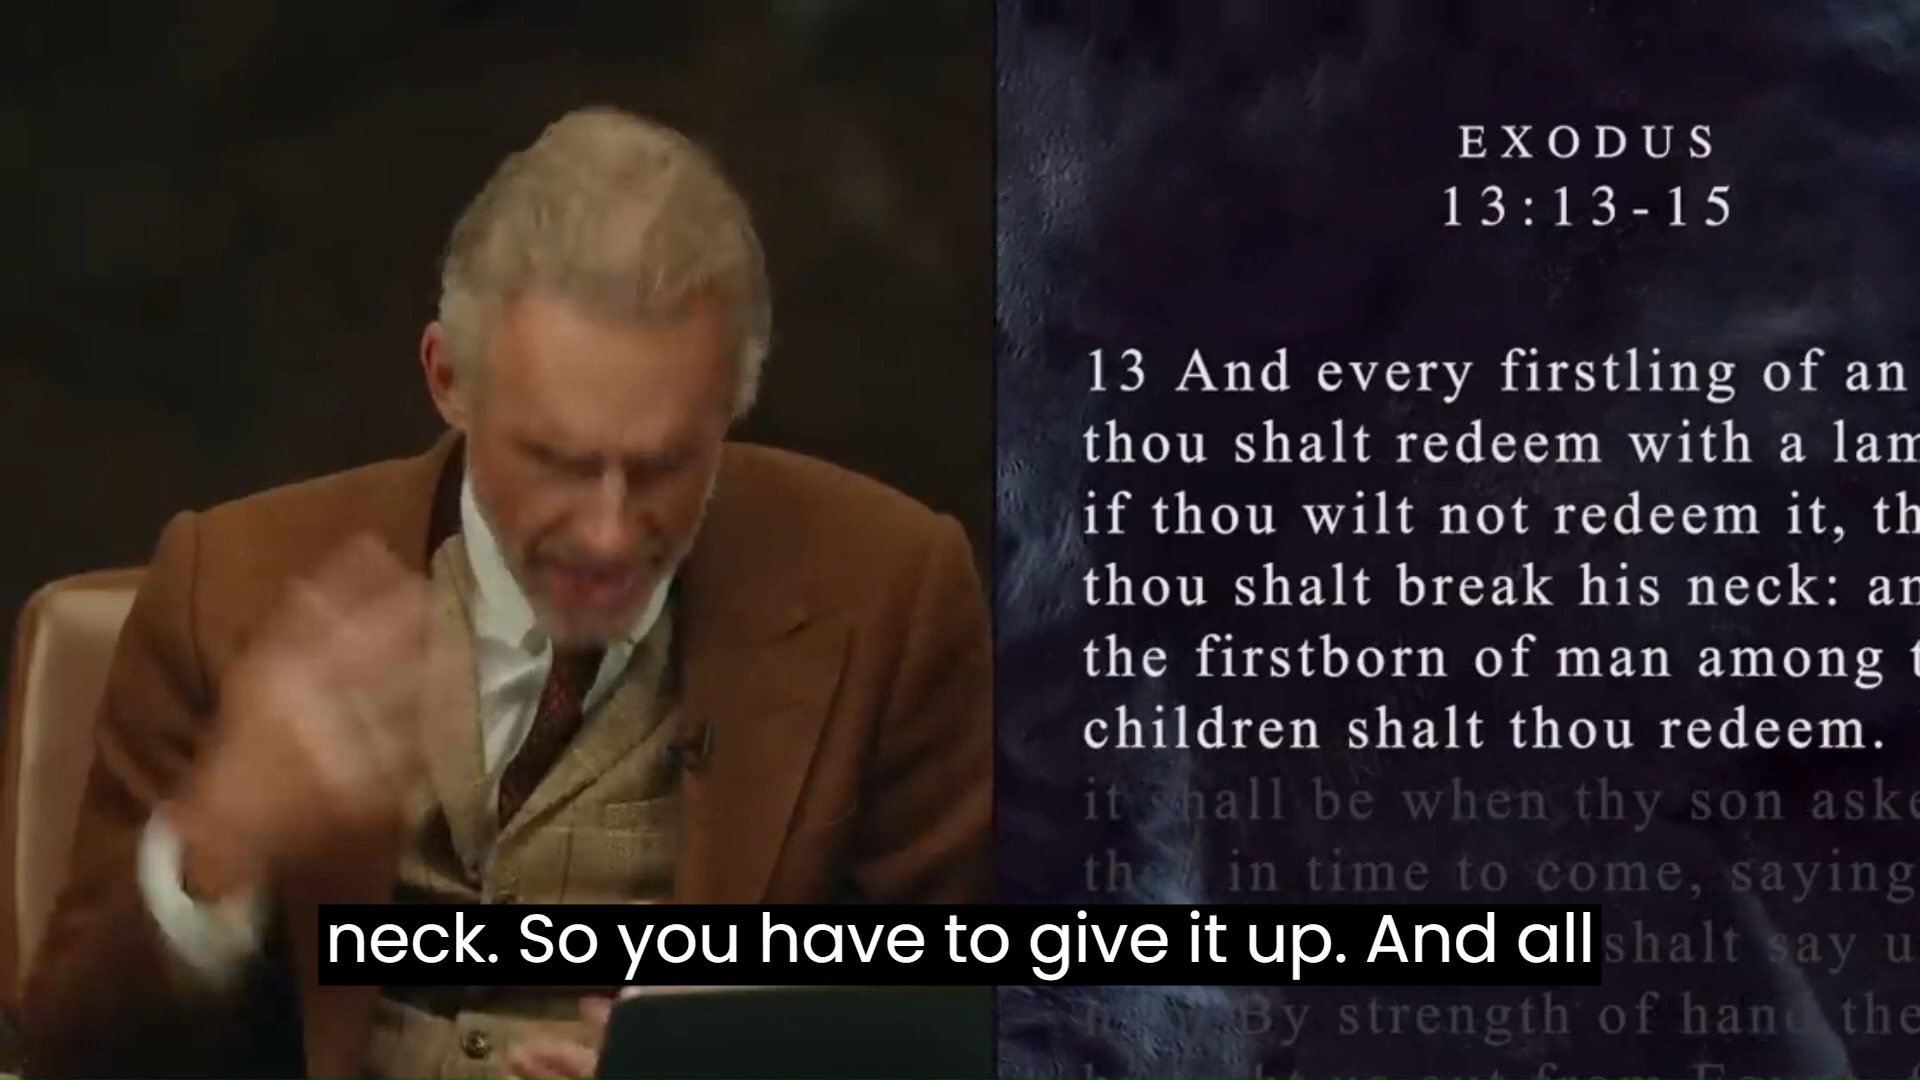 EXODUS
13:13-15
13 And every firstling of an
thou shalt redeem with a lam
if thou wilt not redeem it, th
thou shalt break his neck: an
the firstborn of man among t
children shalt thou redeem.
it shall be when thy son aske
in time to come, saying
shalt say u
By strength of hand the
neck. So you have to give it up. And all